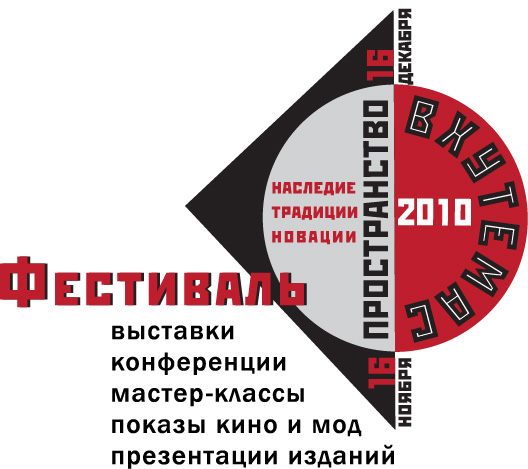 16 ДЕКАБРЯ
ПРОСТРАНСТВО
ВХУТЕМАС
2010
НАСЛЕДИЕ
ТРАДИЦИИ
НОВАЦИИ
ФЕСТИВАЛЬ
16 НОЯБРЯ
выставки
конференции
мастер-классы
показы кино и мод
презентации изданий